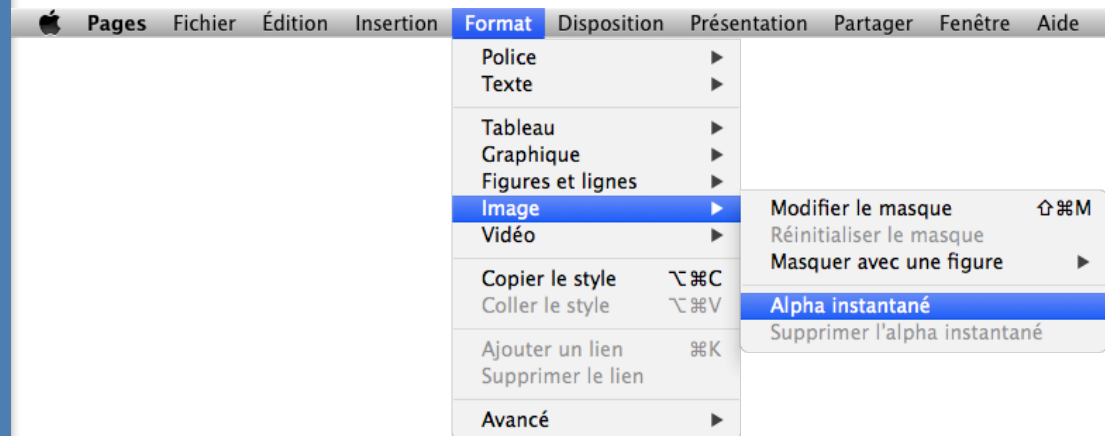 Pages Fichier Édition Insertion Format Disposition Présentation Partager Fenêtre Aide
Police
Texte
Tableau
Graphique
Figures et lignes
Image
Vidéo
Copier le style ⌥⌘C
Coller le style ⌥⌘V
Ajouter un lien ⌘K
Supprimer le lien
Avancé
Modifier le masque ⇧⌘M
Réinitialiser le masque
Masquer avec une figure
Alpha instantané
Supprimer l'alpha instantané